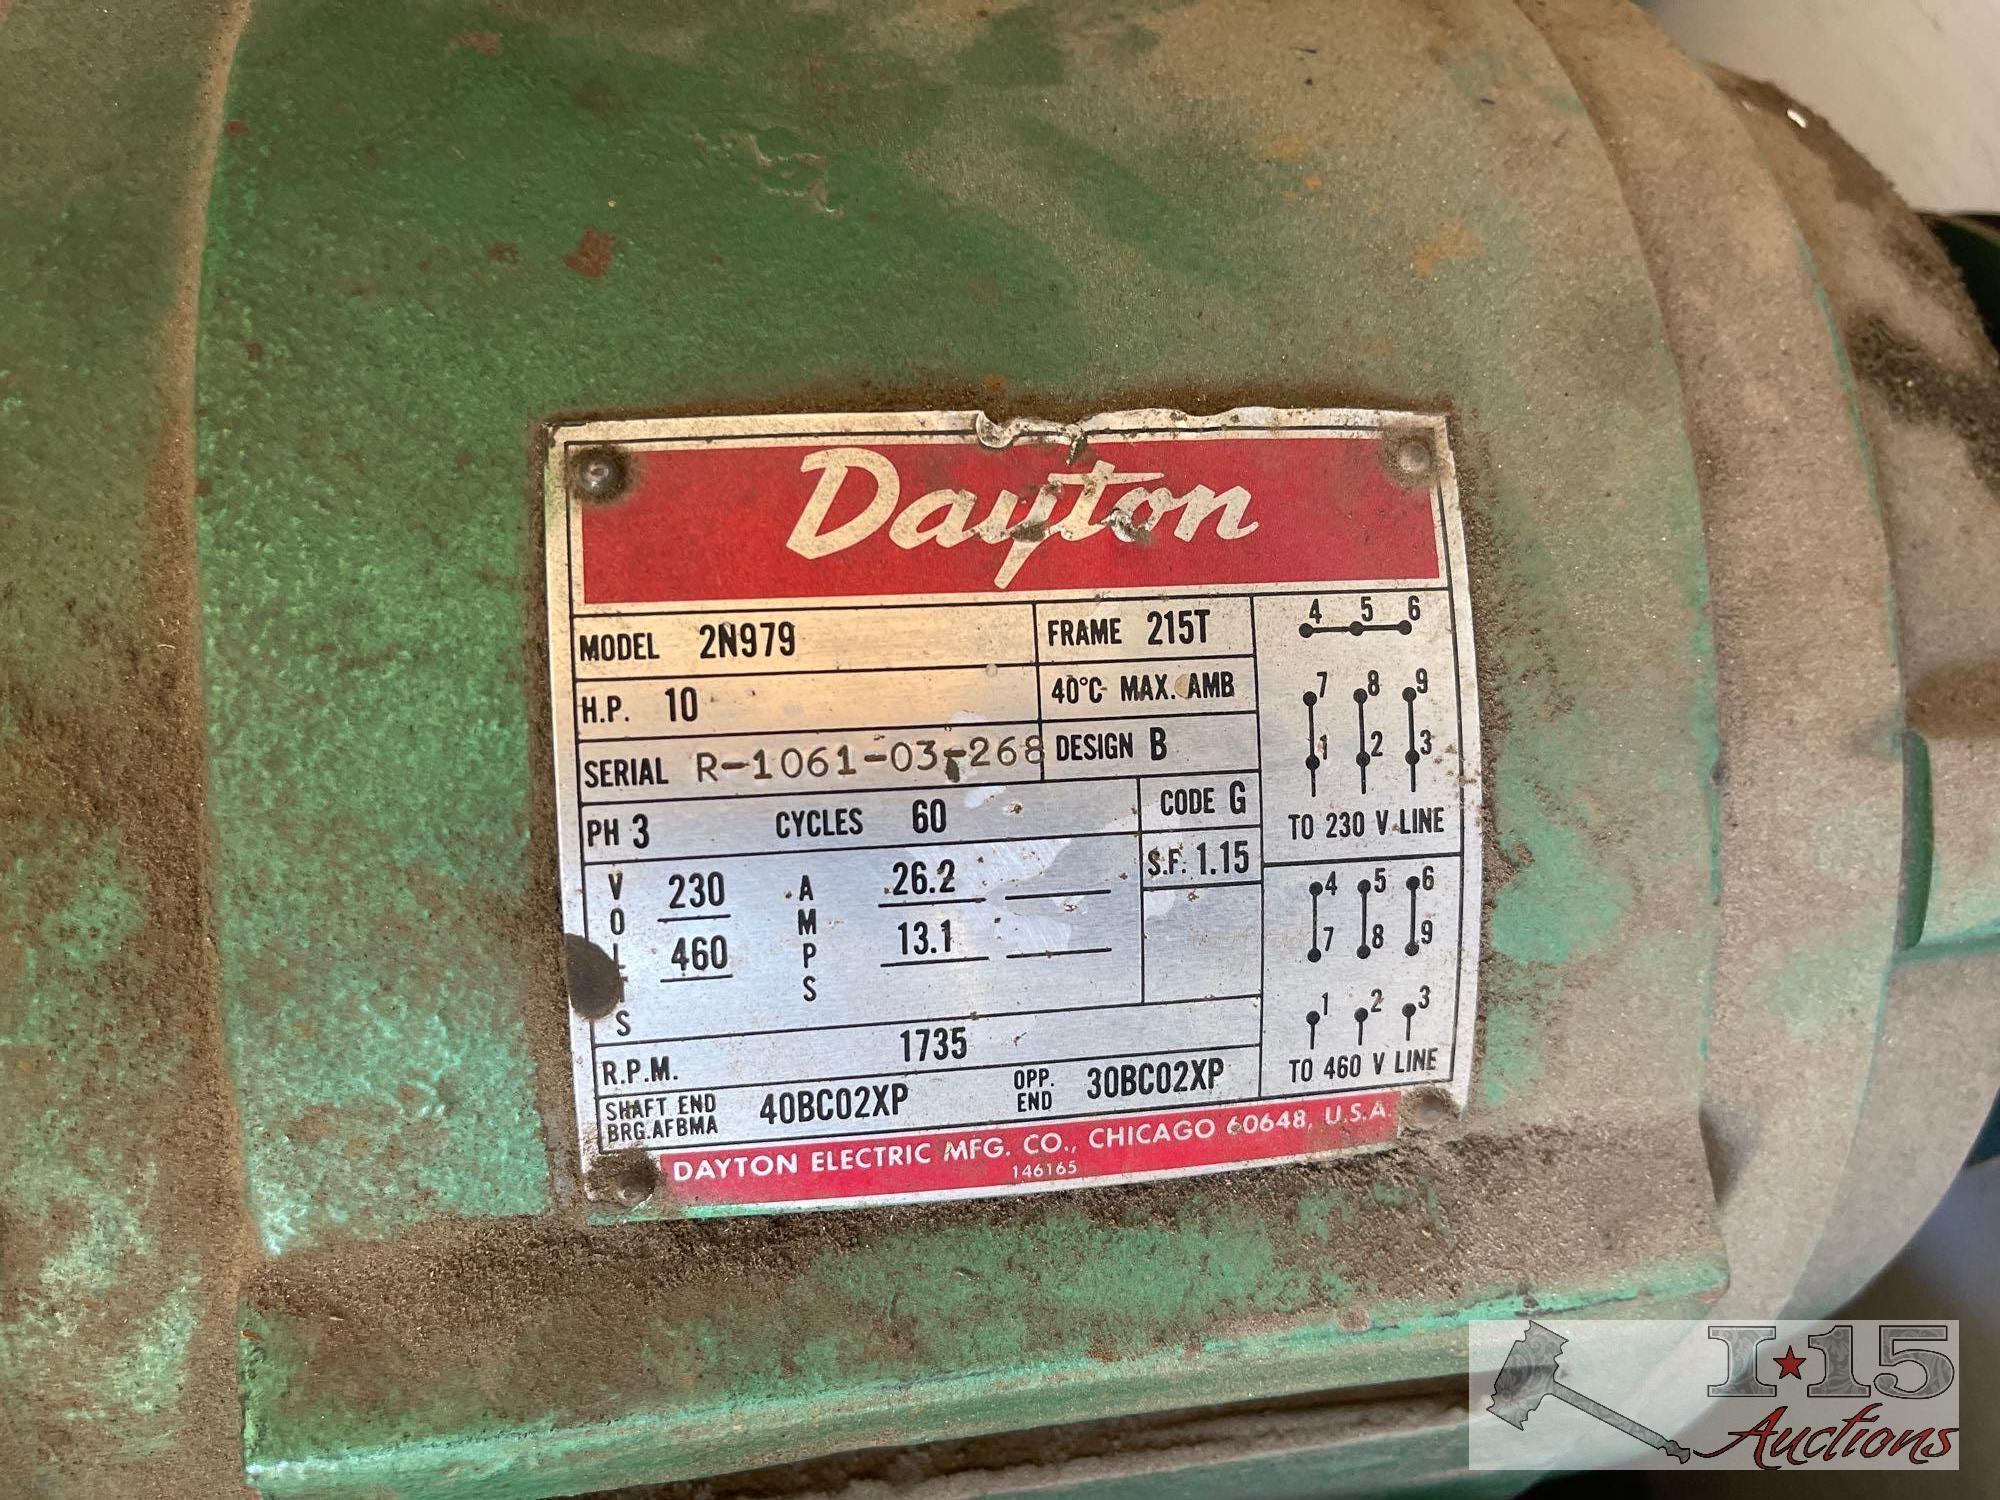 Dayton
MODEL 2N979
FRAME 215T
H.P. 10
40°C MAX. AMB
SERIAL R-1061-03-268
DESIGN B
PH 3 CYCLES 60
CODE G
S.F. 1.15
VOLTS 230 460
AMPS 26.2 13.1
R.P.M. 1735
SHAFT END BRG.AFBMA 40BC02XP
OPP. END 30BC02XP
4 5 6
7 8 9
1 2 3
TO 230 V LINE
4 5 6
7 8 9
1 2 3
TO 460 V LINE
DAYTON ELECTRIC MFG. CO., CHICAGO 60648, U.S.A.
146165
I-15
Auctions